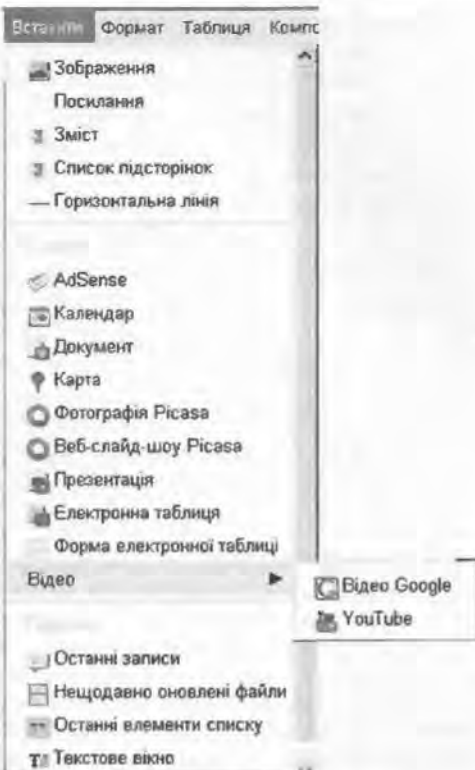 Вставити Формат Таблиця Компо
Зображення
Посилання
Зміст
Список підсторінок
Горизонтальна лінія
AdSense
Календар
Документ
Карта
Фотографія Picasa
Веб-слайд-шоу Picasa
Презентація
Електронна таблиця
Форма електронної таблиці
Відео
Відео Google
YouTube
Останні записи
Нещодавно оновлені файли
Останні елементи списку
Текстове вікно